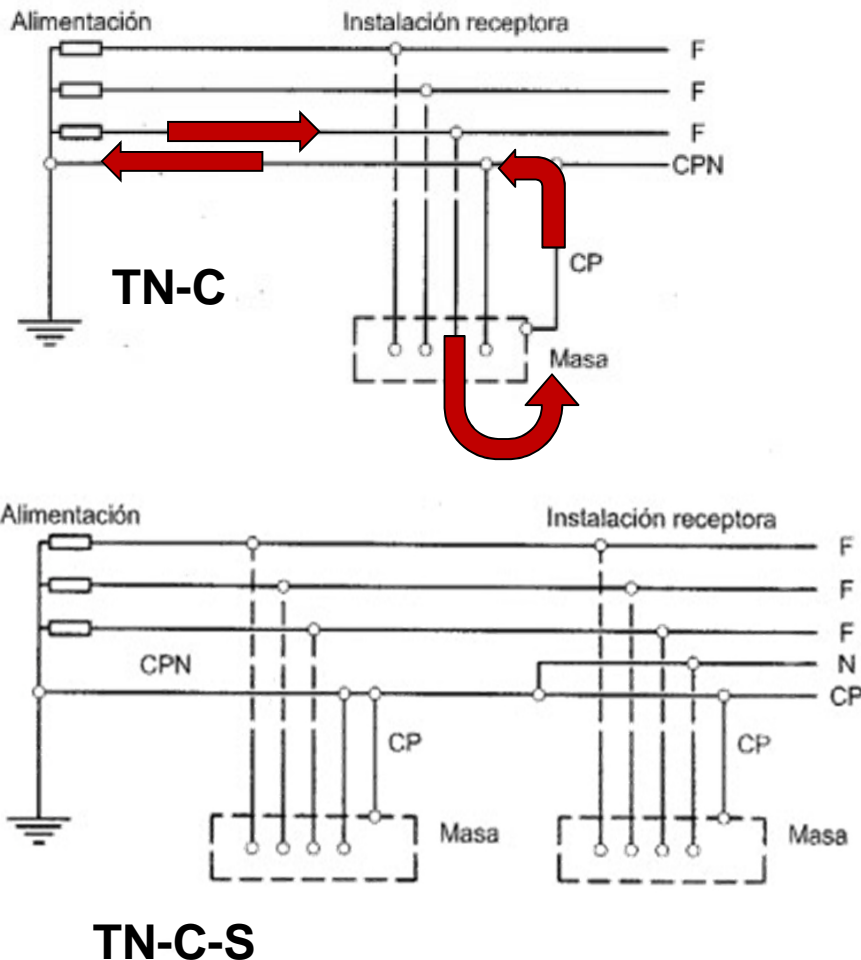 Alimentación Instalación receptora
F
F
F
CPN
CP
TN-C
Masa
Alimentación Instalación receptora
F
F
F
CPN N
CP
CP CP
Masa Masa
TN-C-S